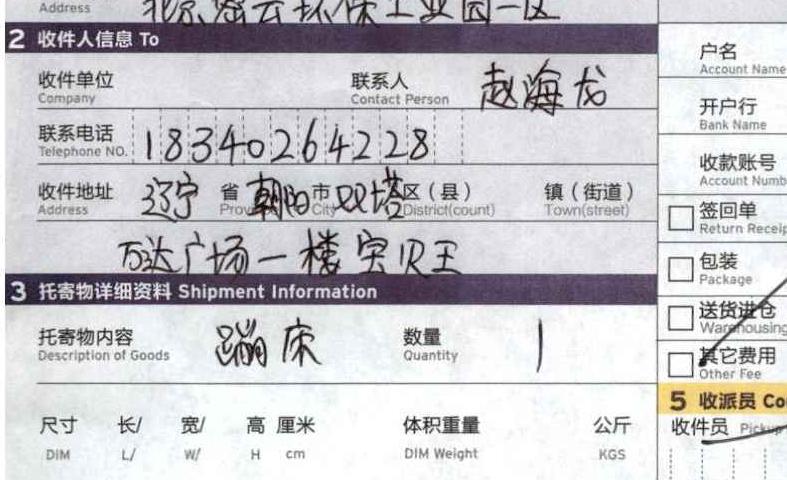 Address 北京密云环保工业园一区
2 收件人信息 To
收件单位 联系人 赵海龙
Company Contact Person
联系电话 18340264228
Telephone NO.
收件地址 辽宁 省 朝阳 市 双塔 区（县） 镇（街道）
Address Province City District(count) Town(street)
万达广场一楼宝贝王
3 托寄物详细资料 Shipment Information
托寄物内容 蹦床 数量 1
Description of Goods Quantity
尺寸 长/ 宽/ 高 厘米 体积重量 公斤
DIM L/ W/ H cm DIM Weight KGS
户名
Account Name
开户行
Bank Name
收款账号
Account Numb
签回单
Return Receip
包装
Package
送货进仓
Warehousing
其它费用
Other Fee
5 收派员 Co
收件员 Pickup